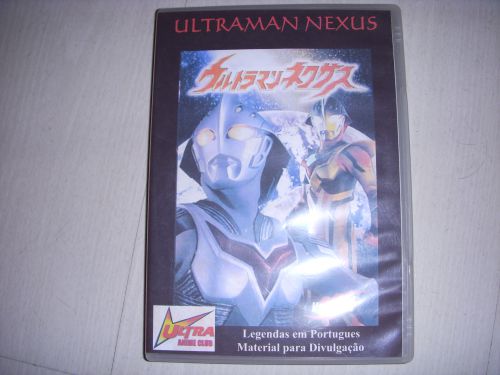 ULTRAMAN NEXUS
ウルトラマンネクサス
ULTRA
ANIME CLUB
Legendas em Portugues
Material para Divulgação